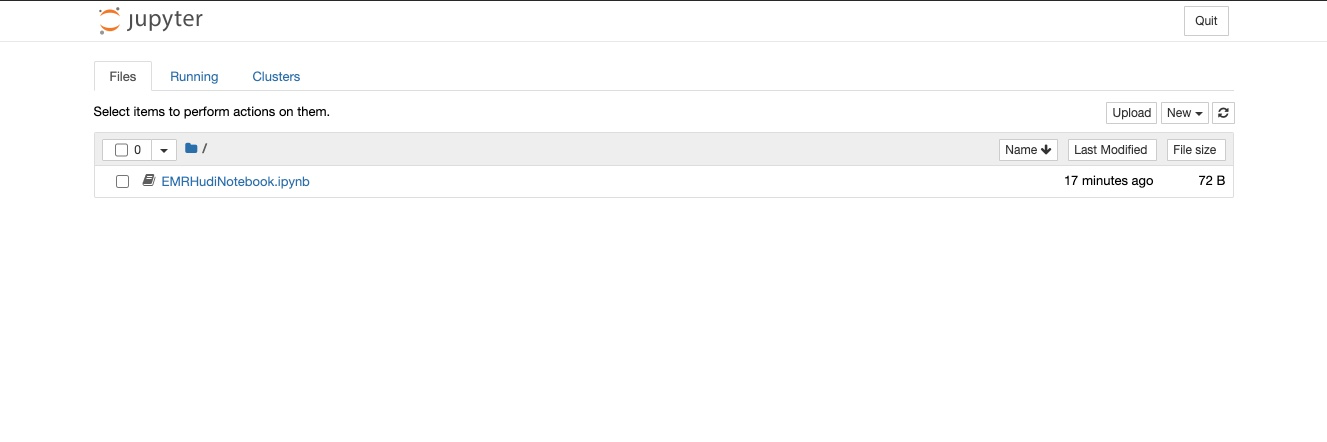 jupyter
Quit
Files Running Clusters
Select items to perform actions on them.
Upload New
0 / Name Last Modified File size
EMRHudiNotebook.ipynb 17 minutes ago 72 B